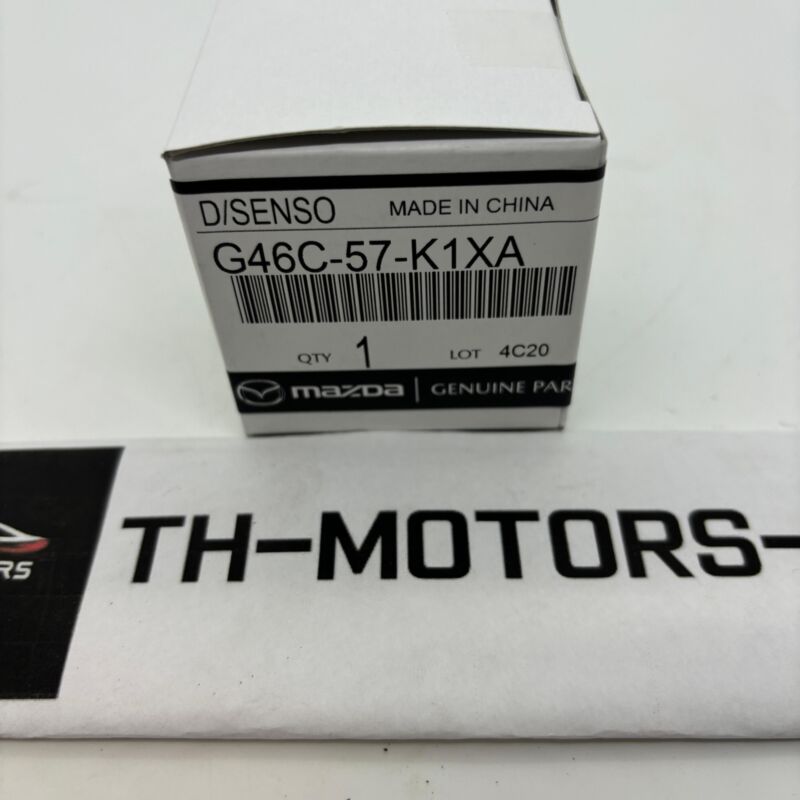 D/SENSO MADE IN CHINA
G46C-57-K1XA
QTY 1 LOT 4C20
mazda | GENUINE PAR
RS TH-MOTORS-